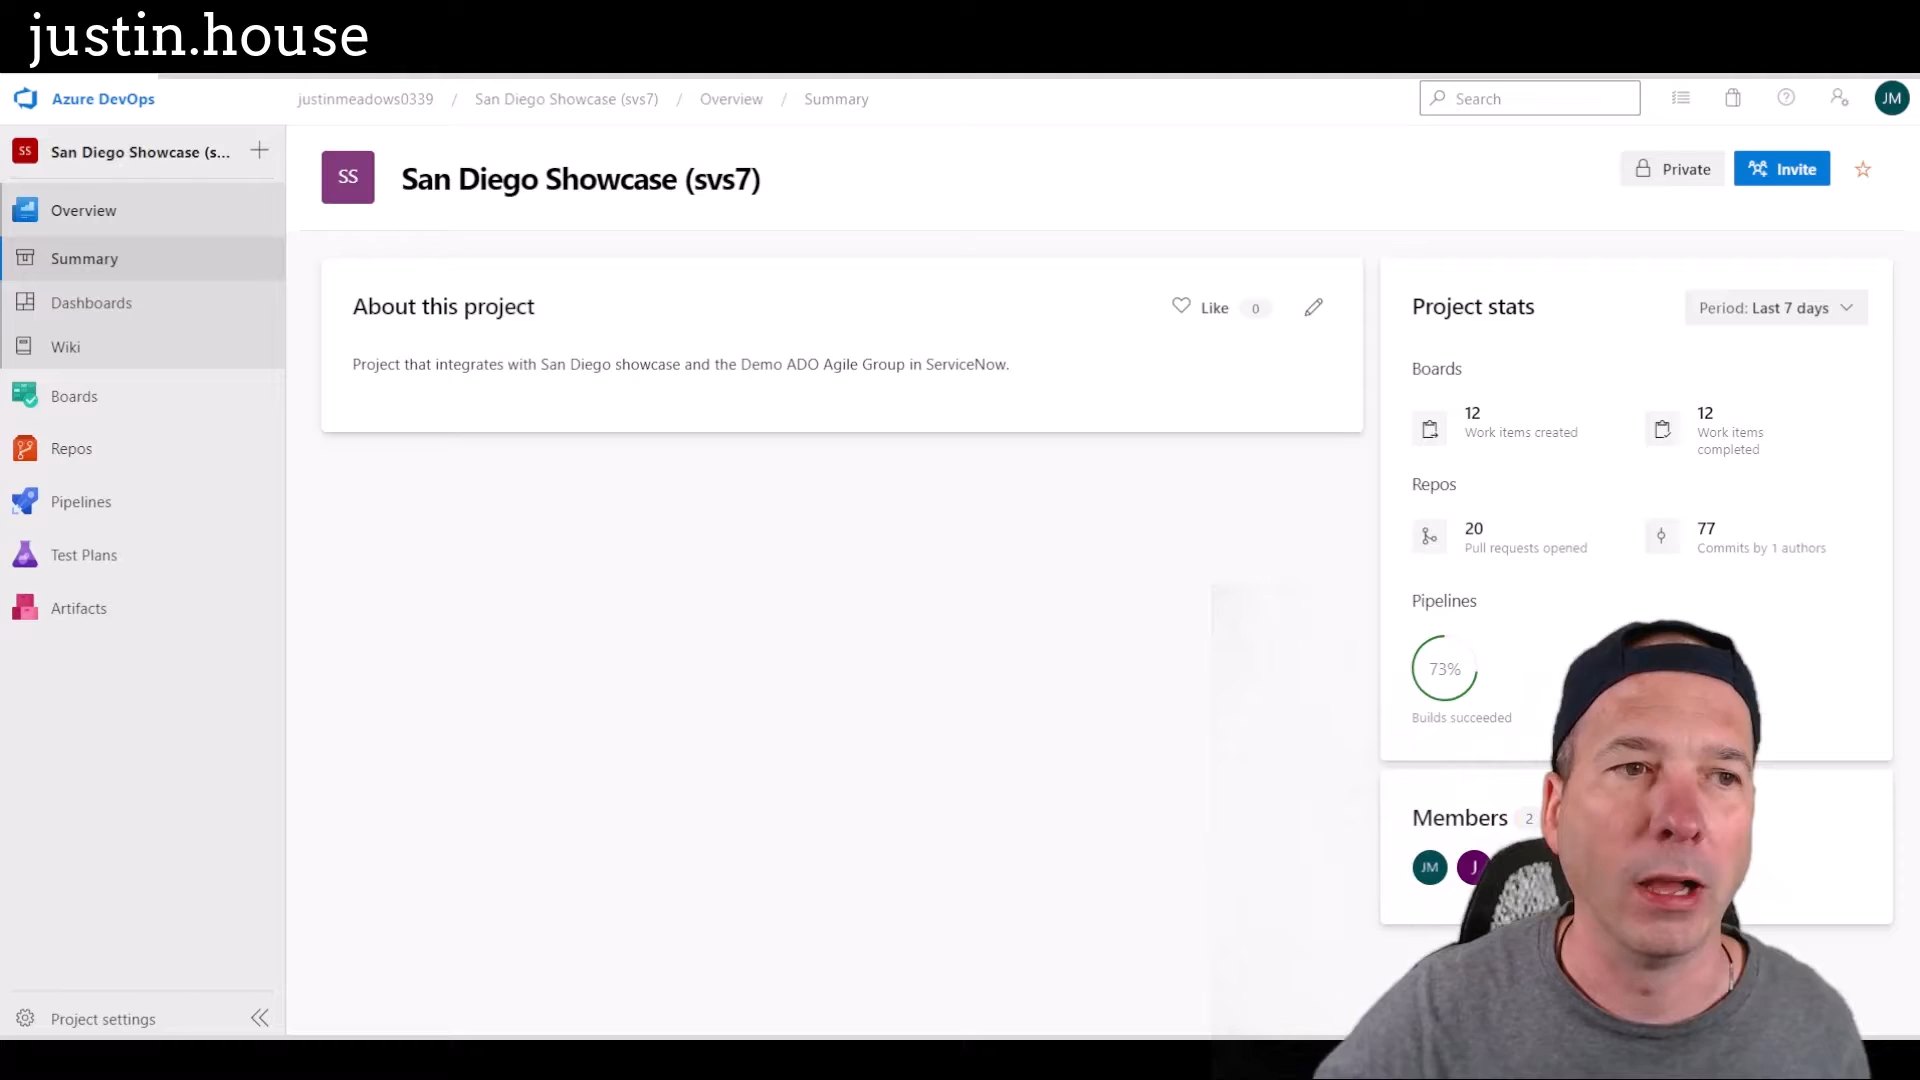 justin.house
Azure DevOps
justinmeadows0339 / San Diego Showcase (svs7) / Overview / Summary
Search
JM
SS San Diego Showcase (s...
SS San Diego Showcase (svs7)
Private
Invite
Overview
Summary
Dashboards
Wiki
Boards
Repos
Pipelines
Test Plans
Artifacts
Project settings
About this project
Like 0
Project that integrates with San Diego showcase and the Demo ADO Agile Group in ServiceNow.
Project stats
Period: Last 7 days
Boards
12
Work items created
12
Work items
completed
Repos
20
Pull requests opened
77
Commits by 1 authors
Pipelines
73%
Builds succeeded
Members 2
JM J